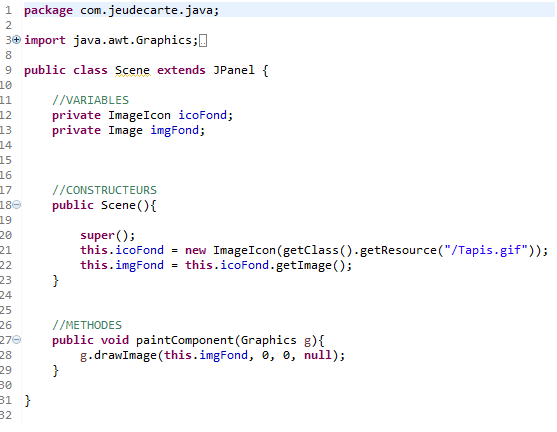 1 package com.jeudecarte.java;
2
3 import java.awt.Graphics;
8
9 public class Scene extends JPanel {
10
11 //VARIABLES
12 private ImageIcon icoFond;
13 private Image imgFond;
14
15
16
17 //CONSTRUCTEURS
18 public Scene(){
19
20 super();
21 this.icoFond = new ImageIcon(getClass().getResource("/Tapis.gif"));
22 this.imgFond = this.icoFond.getImage();
23 }
24
25
26 //METHODES
27 public void paintComponent(Graphics g){
28 g.drawImage(this.imgFond, 0, 0, null);
29 }
30
31 }
32